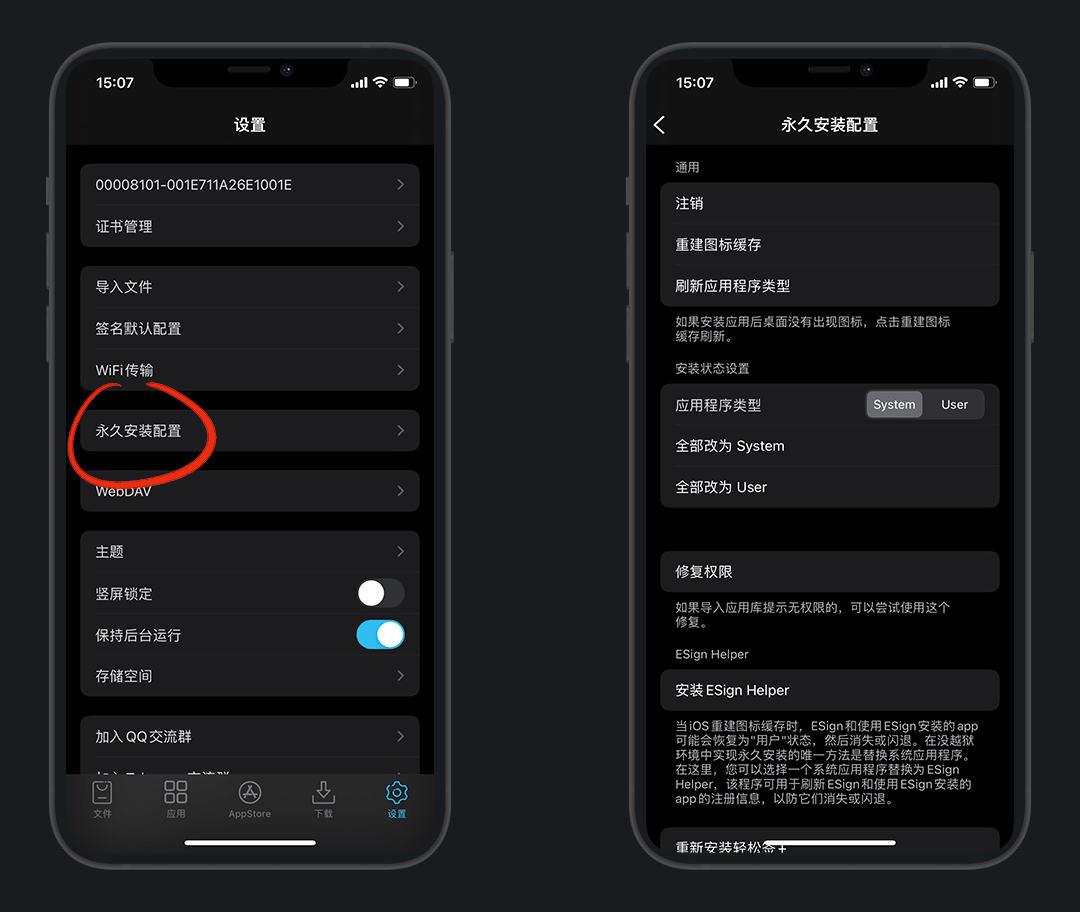 15:07
设置
00008101-001E711A26E1001E
证书管理
导入文件
签名默认配置
WiFi传输
永久安装配置
WebDAV
主题
竖屏锁定
保持后台运行
存储空间
加入QQ交流群
文件
应用
AppStore
下载
设置
15:07
永久安装配置
通用
注销
重建图标缓存
刷新应用程序类型
如果安装应用后桌面没有出现图标，点击重建图标
缓存刷新。
安装状态设置
应用程序类型 System User
全部改为 System
全部改为 User
修复权限
如果导入应用库提示无权限的，可以尝试使用这个
修复。
ESign Helper
安装ESign Helper
当iOS重建图标缓存时，ESign和使用ESign安装的app
可能会恢复为"用户"状态，然后消失或闪退。在没越狱
环境中实现永久安装的唯一方法是替换系统应用程序。
在这里，您可以选择一个系统应用程序替换为ESign
Helper，该程序可用于刷新ESign和使用ESign安装的
app的注册信息，以防它们消失或闪退。
重新安装轻松签+